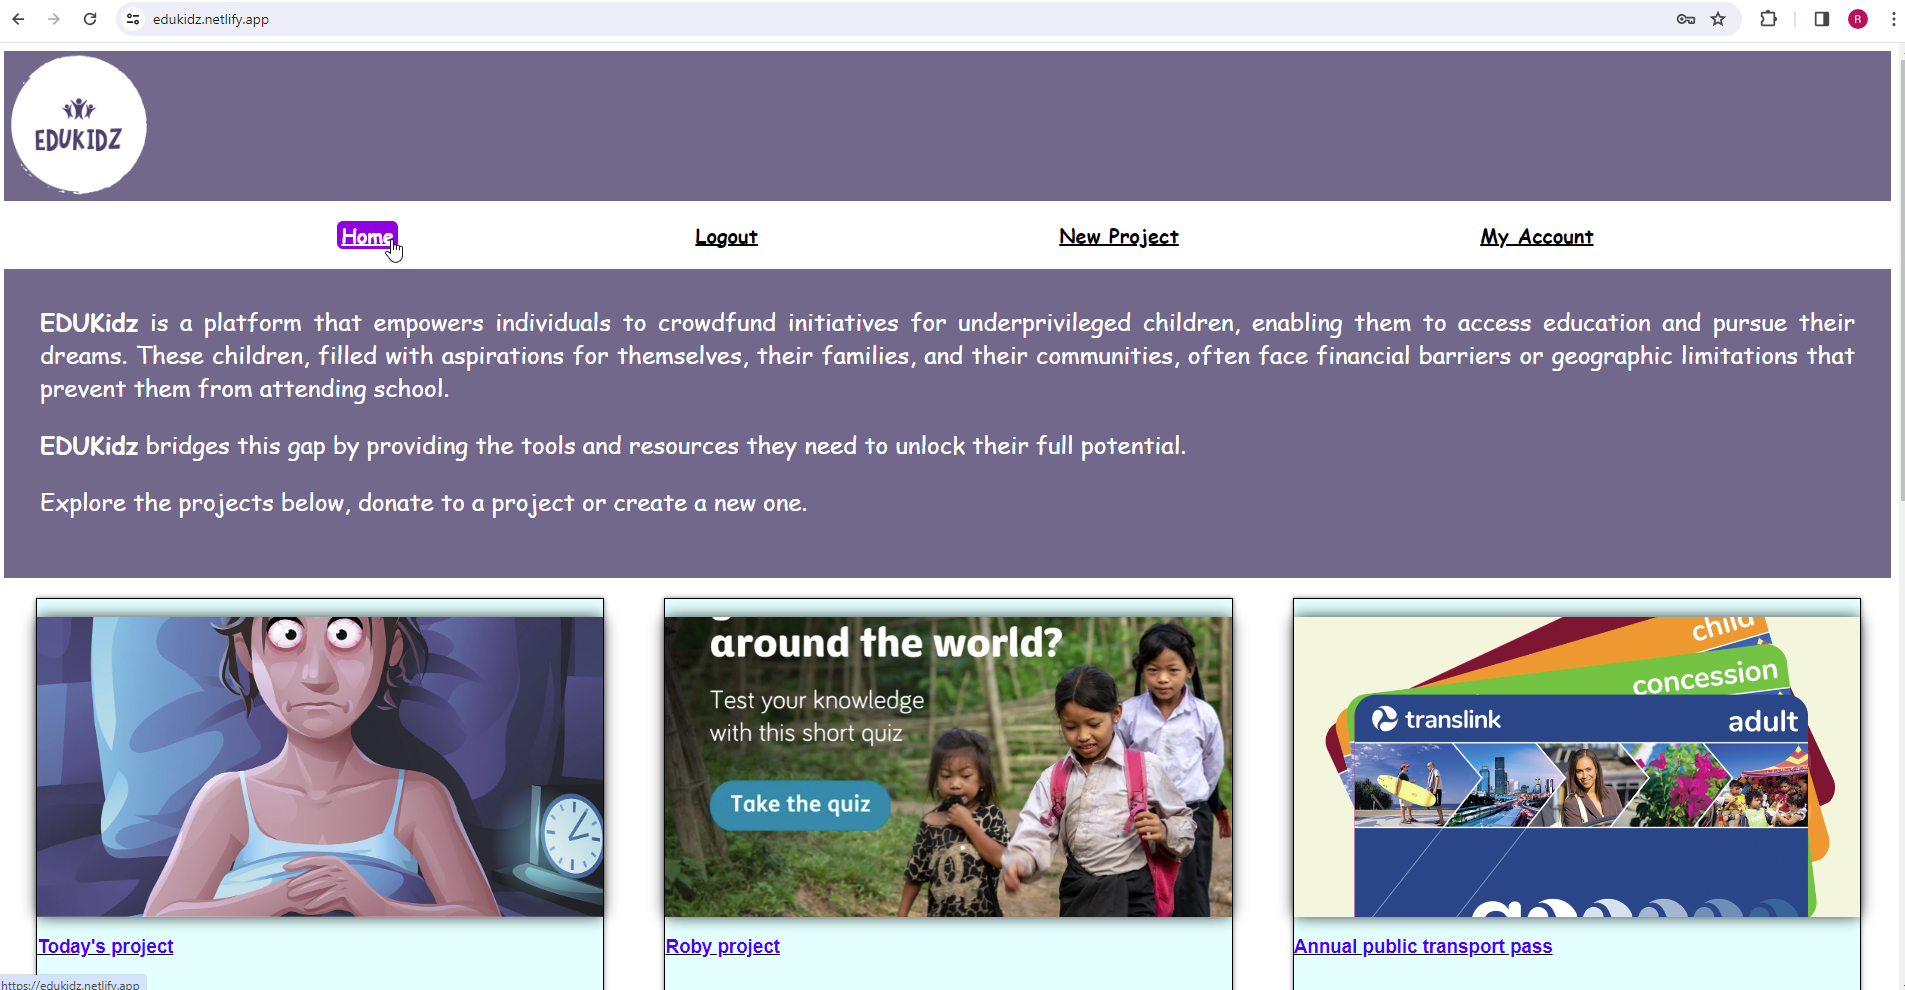 edukidz.netlify.app
R
EDUKIDZ
Home
Logout
New Project
My Account
EDUKidz is a platform that empowers individuals to crowdfund initiatives for underprivileged children, enabling them to access education and pursue their
dreams. These children, filled with aspirations for themselves, their families, and their communities, often face financial barriers or geographic limitations that
prevent them from attending school.
EDUKidz bridges this gap by providing the tools and resources they need to unlock their full potential.
Explore the projects below, donate to a project or create a new one.
around the world?
Test your knowledge
with this short quiz
Take the quiz
child
concession
translink
adult
Today's project
Roby project
Annual public transport pass
https://edukidz.netlify.app